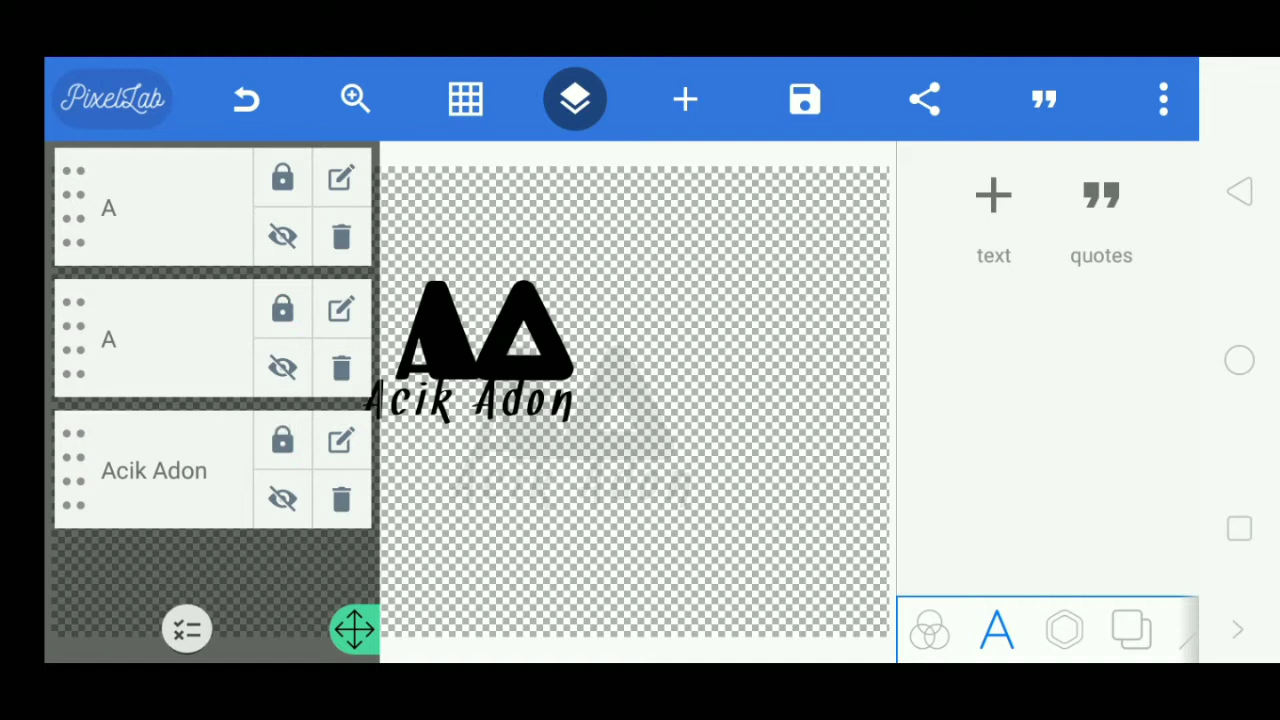 PixelLab
A
A
Acik Adon
AA
Acik Adon
text
quotes